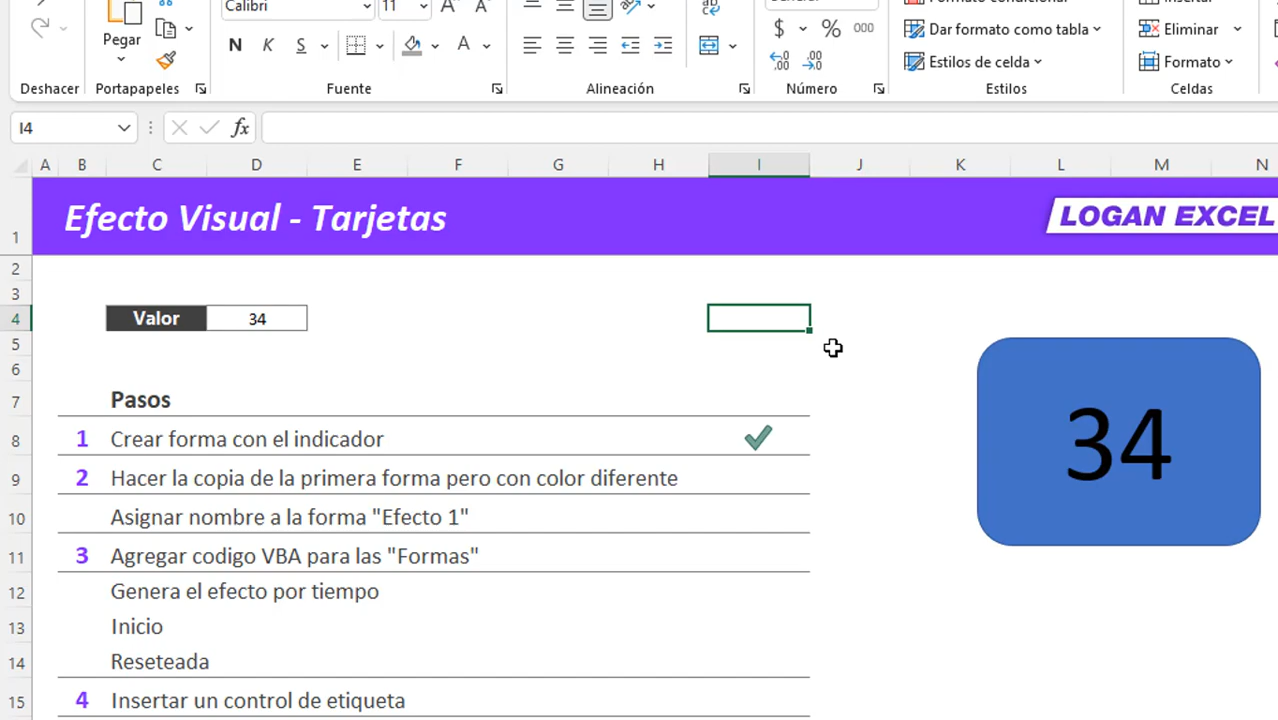 Calibri 11
General
Formato condicional
Insertar
Pegar
$ % 000
Dar formato como tabla
Eliminar
N K S A
Estilos de celda
Formato
Deshacer Portapapeles Fuente Alineación Número Estilos Celdas
I4 fx
A B C D E F G H I J K L M N
1 Efecto Visual - Tarjetas LOGAN EXCEL
2
3
4 Valor 34
5
6
34
7 Pasos
8 1 Crear forma con el indicador
9 2 Hacer la copia de la primera forma pero con color diferente
10 Asignar nombre a la forma "Efecto 1"
11 3 Agregar codigo VBA para las "Formas"
12 Genera el efecto por tiempo
13 Inicio
14 Reseteada
15 4 Insertar un control de etiqueta